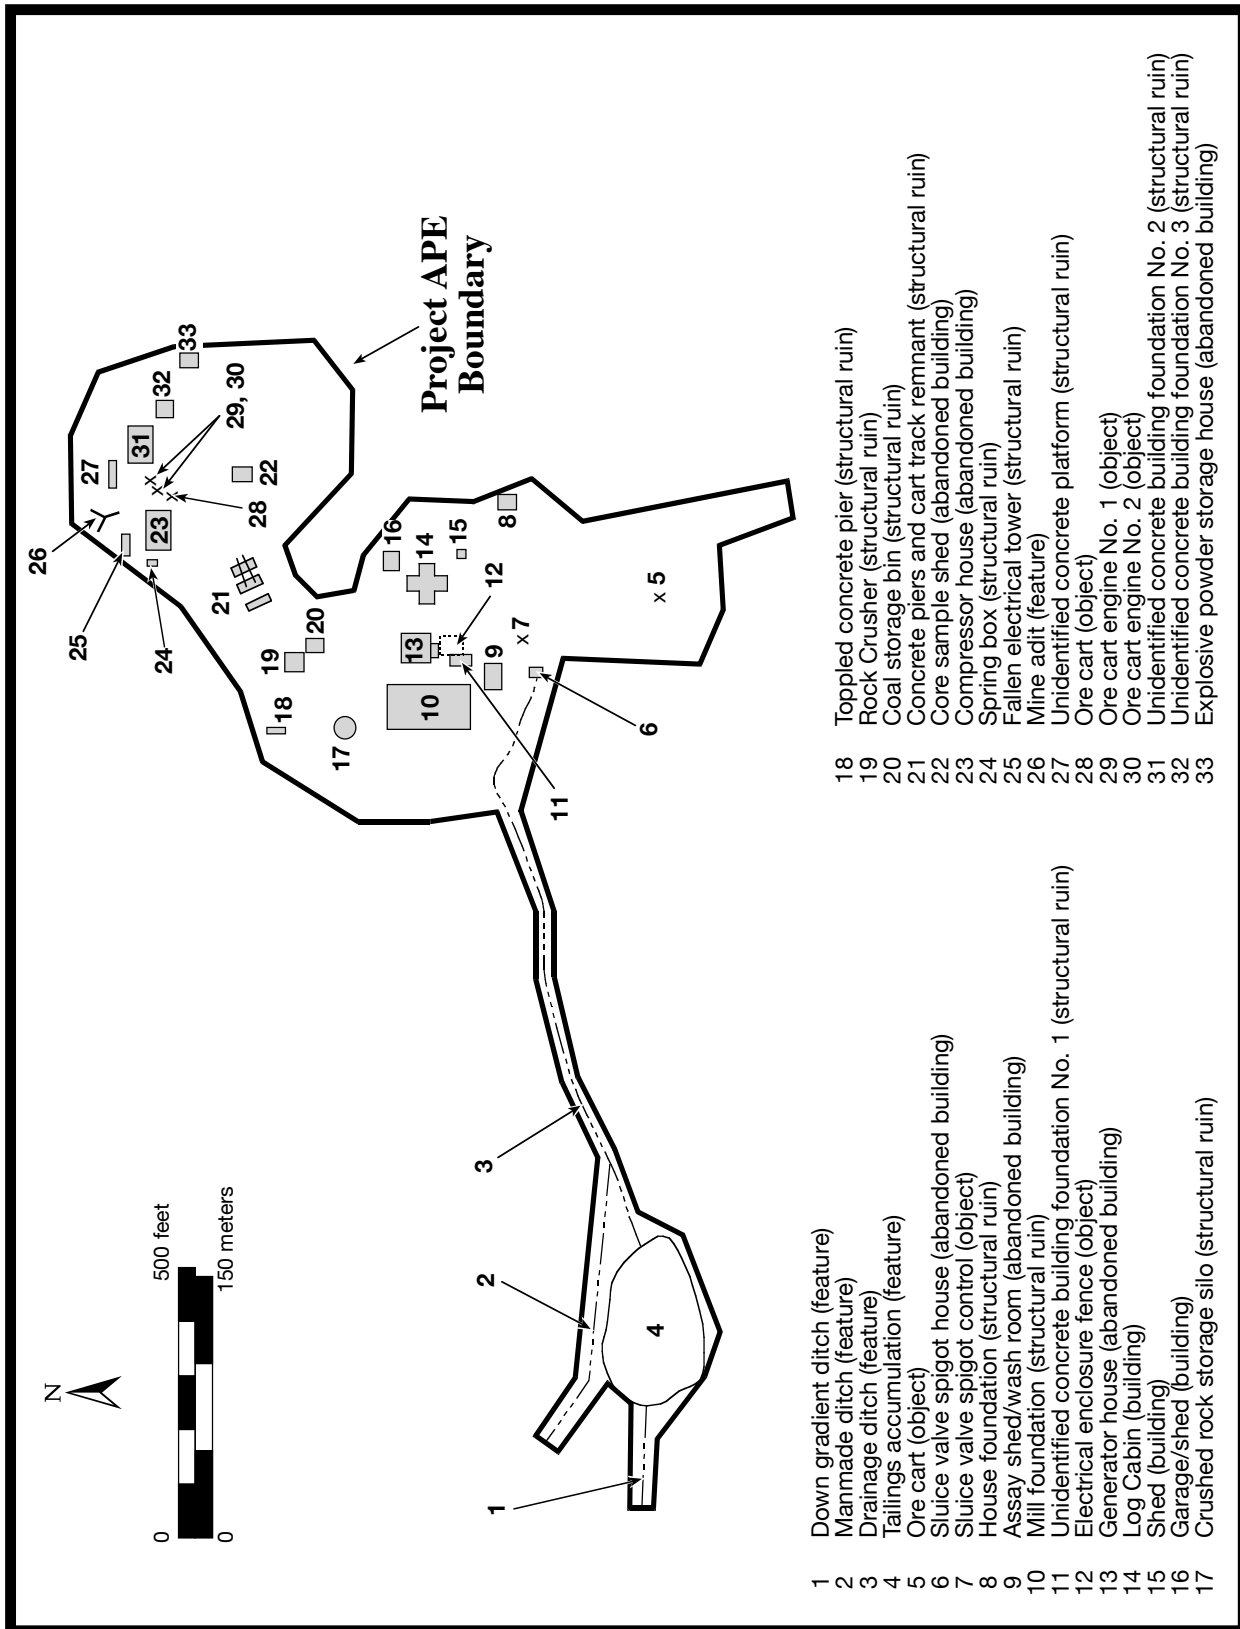 N
0
500 feet
0
150 meters
Project APE
Boundary
1
2
3
4
x 5
6
x 7
8
9
10
11
12
13
14
15
16
17
18
19
20
21
22
23
24
25
26
27
28
29, 30
31
32
33
x
x
x
1 Down gradient ditch (feature)
2 Manmade ditch (feature)
3 Drainage ditch (feature)
4 Tailings accumulation (feature)
5 Ore cart (object)
6 Sluice valve spigot house (abandoned building)
7 Sluice valve spigot control (object)
8 House foundation (structural ruin)
9 Assay shed/wash room (abandoned building)
10 Mill foundation (structural ruin)
11 Unidentified concrete building foundation No. 1 (structural ruin)
12 Electrical enclosure fence (object)
13 Generator house (abandoned building)
14 Log Cabin (building)
15 Shed (building)
16 Garage/shed (building)
17 Crushed rock storage silo (structural ruin)
18 Toppled concrete pier (structural ruin)
19 Rock Crusher (structural ruin)
20 Coal storage bin (structural ruin)
21 Concrete piers and cart track remnant (structural ruin)
22 Core sample shed (abandoned building)
23 Compressor house (abandoned building)
24 Spring box (structural ruin)
25 Fallen electrical tower (structural ruin)
26 Mine adit (feature)
27 Unidentified concrete platform (structural ruin)
28 Ore cart (object)
29 Ore cart engine No. 1 (object)
30 Ore cart engine No. 2 (object)
31 Unidentified concrete building foundation No. 2 (structural ruin)
32 Unidentified concrete building foundation No. 3 (structural ruin)
33 Explosive powder storage house (abandoned building)